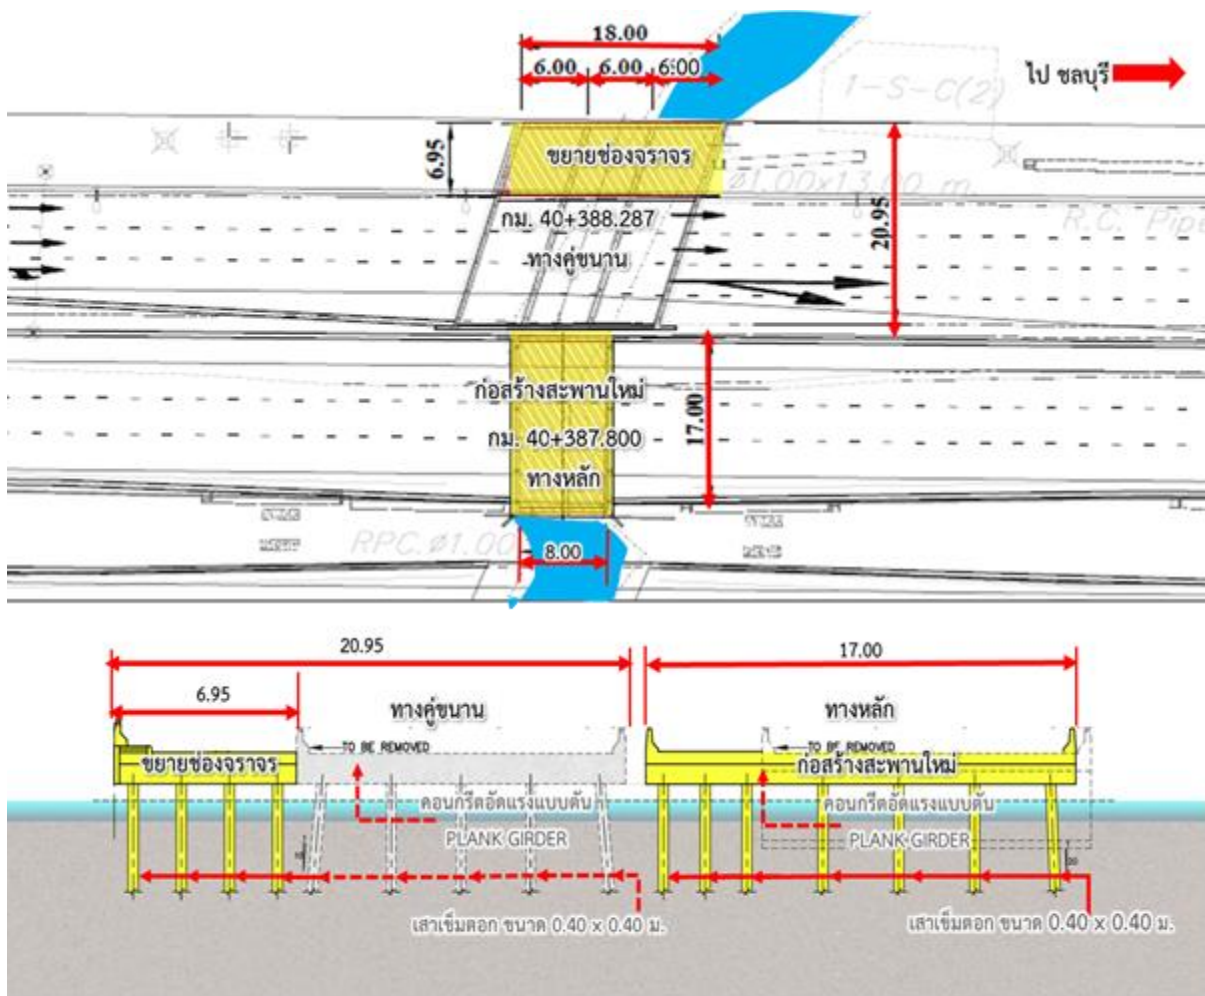 18.00
6.00
6.00
6.00
ไป ชลบุรี
1-S-C(2)
6.95
ขยายช่องจราจร
ø1.00x13.00 m.
R.C. Pipe
กม. 40+388.287
20.95
ทางคู่ขนาน
ก่อสร้างสะพานใหม่
17.00
กม. 40+387.800
ทางหลัก
RPC.ø1.00
8.00
20.95
17.00
6.95
ทางคู่ขนาน
ทางหลัก
TO BE REMOVED
TO BE REMOVED
ขยายช่องจราจร
ก่อสร้างสะพานใหม่
คอนกรีตอัดแรงแบบตัน
คอนกรีตอัดแรงแบบตัน
PLANK GIRDER
PLANK GIRDER
เสาเข็มตอก ขนาด 0.40 x 0.40 ม.
เสาเข็มตอก ขนาด 0.40 x 0.40 ม.